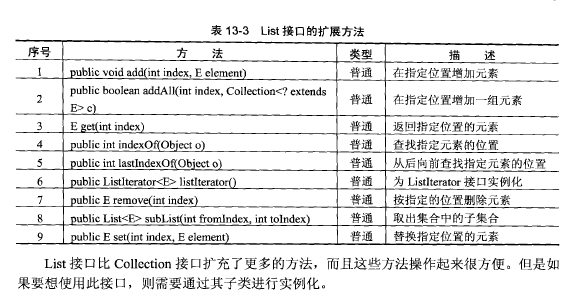 表 13-3 List 接口的扩展方法
序号 方 法 类型 描 述
1 public void add(int index, E element) 普通 在指定位置增加元素
2 public boolean addAll(int index, Collection<? extends E> c) 普通 在指定位置增加一组元素
3 E get(int index) 普通 返回指定位置的元素
4 public int indexOf(Object o) 普通 查找指定元素的位置
5 public int lastIndexOf(Object o) 普通 从后向前查找指定元素的位置
6 public ListIterator<E> listIterator() 普通 为 ListIterator 接口实例化
7 public E remove(int index) 普通 按指定的位置删除元素
8 public List<E> subList(int fromIndex, int toIndex) 普通 取出集合中的子集合
9 public E set(int index, E element) 普通 替换指定位置的元素
List 接口比 Collection 接口扩充了更多的方法，而且这些方法操作起来很方便。但是如
果要想使用此接口，则需要通过其子类进行实例化。